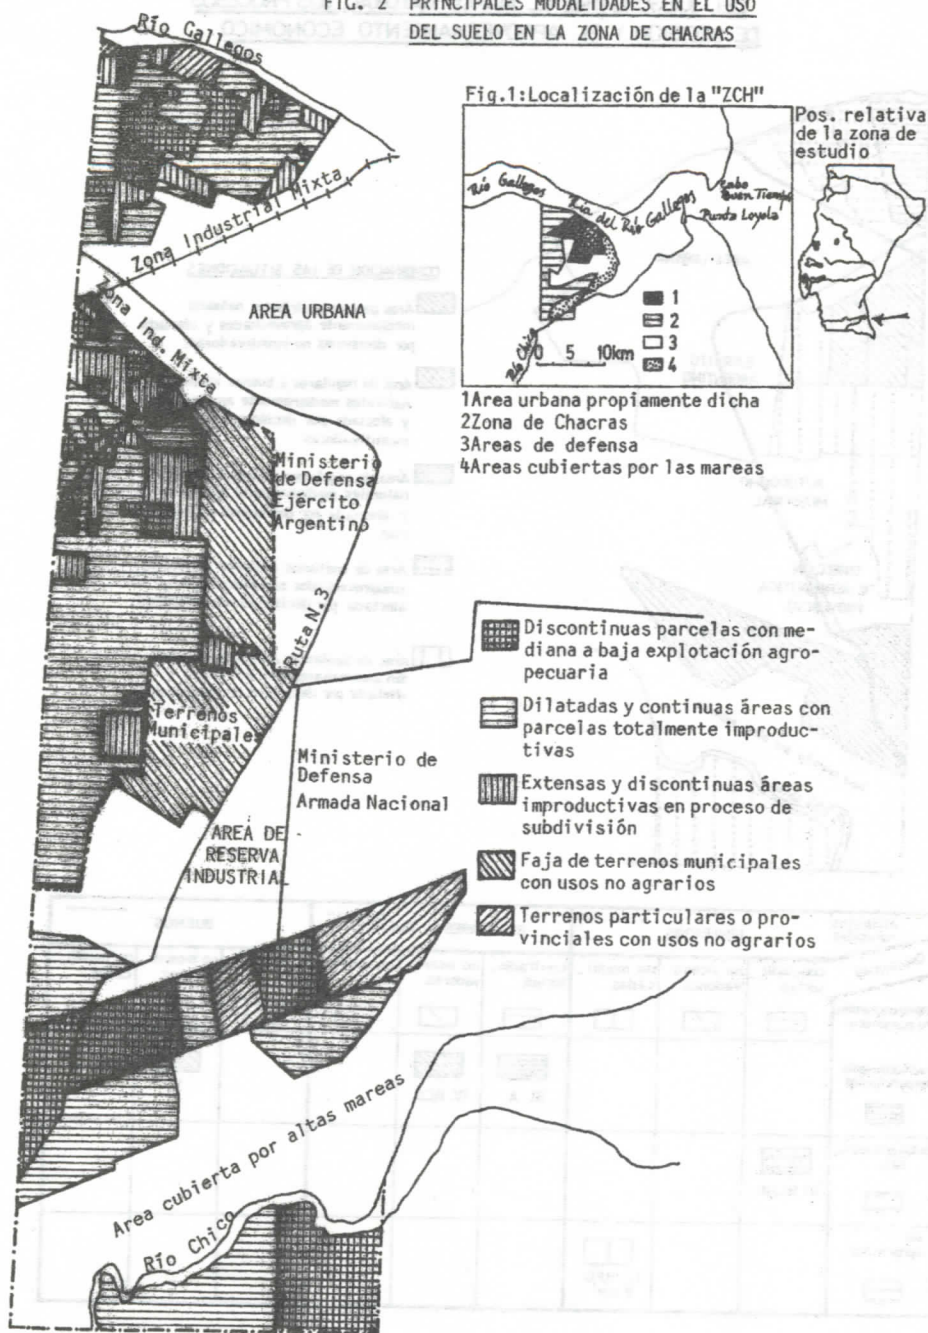 FIG. 2 PRINCIPALES MODALIDADES EN EL USO
DEL SUELO EN LA ZONA DE CHACRAS
Río Gallegos
Zona Industrial Mixta
Zona Ind. Mixta
AREA URBANA
Fig.1:Localización de la "ZCH"
Río Gallegos
Ría del Río Gallegos
Cabo
Buen Tiempo
Punta Loyola
Río Chico
1
2
3
4
0 5 10km
Pos. relativa
de la zona de
estudio
1Area urbana propiamente dicha
2Zona de Chacras
3Areas de defensa
4Areas cubiertas por las mareas
Ministerio
de Defensa
Ejército
Argentino
Ruta N.3
Terrenos
Municipales
Ministerio de
Defensa
Armada Nacional
AREA DE
RESERVA
INDUSTRIAL
Discontinuas parcelas con me-
diana a baja explotación agro-
pecuaria
Dilatadas y continuas áreas con
parcelas totalmente improduc-
tivas
Extensas y discontinuas áreas
improductivas en proceso de
subdivisión
Faja de terrenos municipales
con usos no agrarios
Terrenos particulares o pro-
vinciales con usos no agrarios
Area cubierta por altas mareas
Río Chico